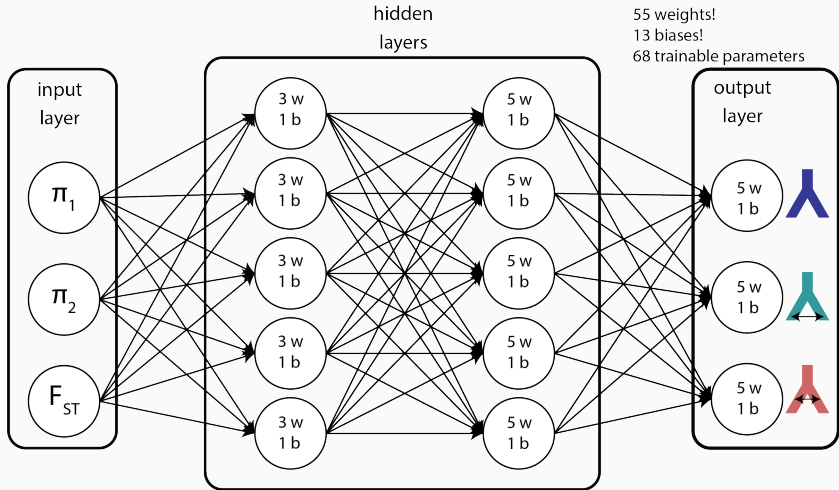 hidden
layers
55 weights!
13 biases!
68 trainable parameters
input
layer
output
layer
π1
π2
FST
3 w
1 b
3 w
1 b
3 w
1 b
3 w
1 b
3 w
1 b
5 w
1 b
5 w
1 b
5 w
1 b
5 w
1 b
5 w
1 b
5 w
1 b
5 w
1 b
5 w
1 b